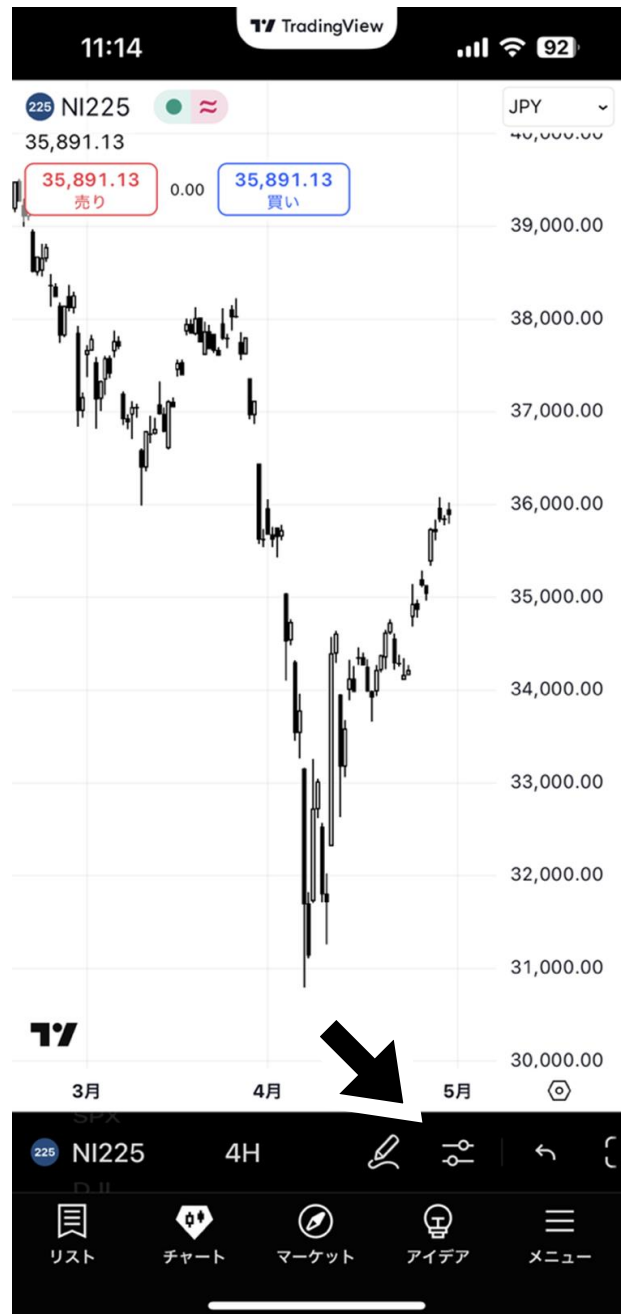 TradingView
11:14
92
225 NI225
JPY
35,891.13
40,000.00
35,891.13
売り
0.00
35,891.13
買い
39,000.00
38,000.00
37,000.00
36,000.00
35,000.00
34,000.00
33,000.00
32,000.00
31,000.00
30,000.00
3月
4月
5月
SPX
225 NI225
4H
DJI
リスト
チャート
マーケット
アイデア
メニュー